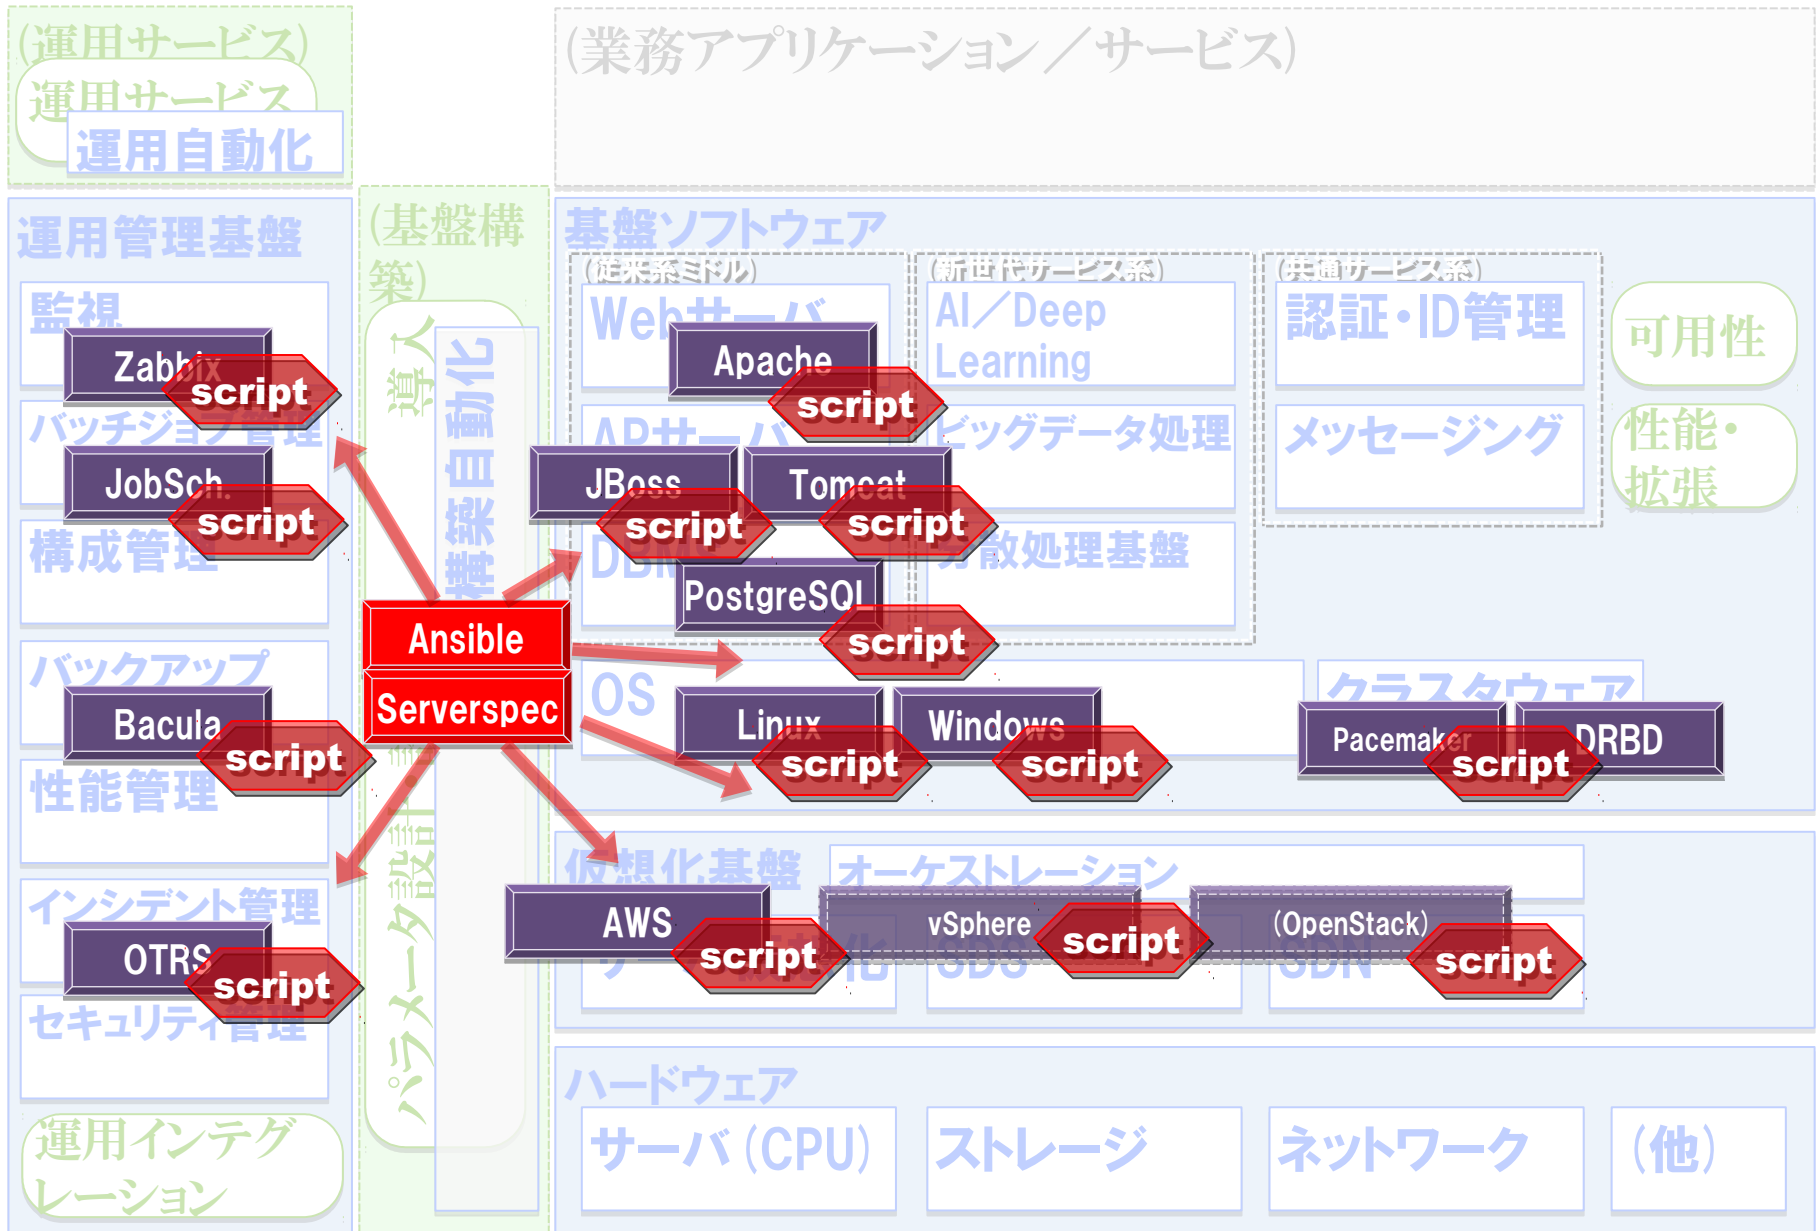 (運用サービス)
運用サービス
運用自動化
(業務アプリケーション／サービス)
運用管理基盤
監視
Zabbix
script
バッチジョブ管理
JobSch.
script
構成管理
バックアップ
Bacula
script
性能管理
インシデント管理
OTRS
script
セキュリティ管理
運用インテグ
レーション
(基盤構
築)
導入
構築自動化
Ansible
Serverspec
パラメータ設計
基盤ソフトウェア
(従来系ミドル)
Webサーバ
Apache
script
APサーバ
JBoss
script
Tomcat
script
DBMS
PostgreSQL
script
(新世代サービス系)
AI／Deep
Learning
ビッグデータ処理
分散処理基盤
(共通サービス系)
認証・ID管理
メッセージング
可用性
性能・
拡張
OS
Linux
script
Windows
script
クラスタウェア
Pacemaker
DRBD
script
仮想化基盤
オーケストレーション
AWS
script
vSphere
script
(OpenStack)
script
SDS
SDN
ハードウェア
サーバ(CPU)
ストレージ
ネットワーク
(他)